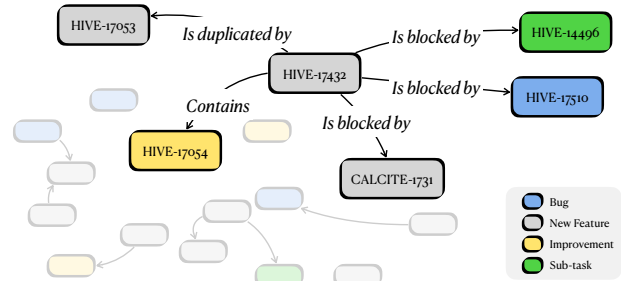 HIVE-17053
Is duplicated by
Is blocked by
HIVE-14496
HIVE-17432
Is blocked by
HIVE-17510
Contains
Is blocked by
HIVE-17054
CALCITE-1731
Bug
New Feature
Improvement
Sub-task